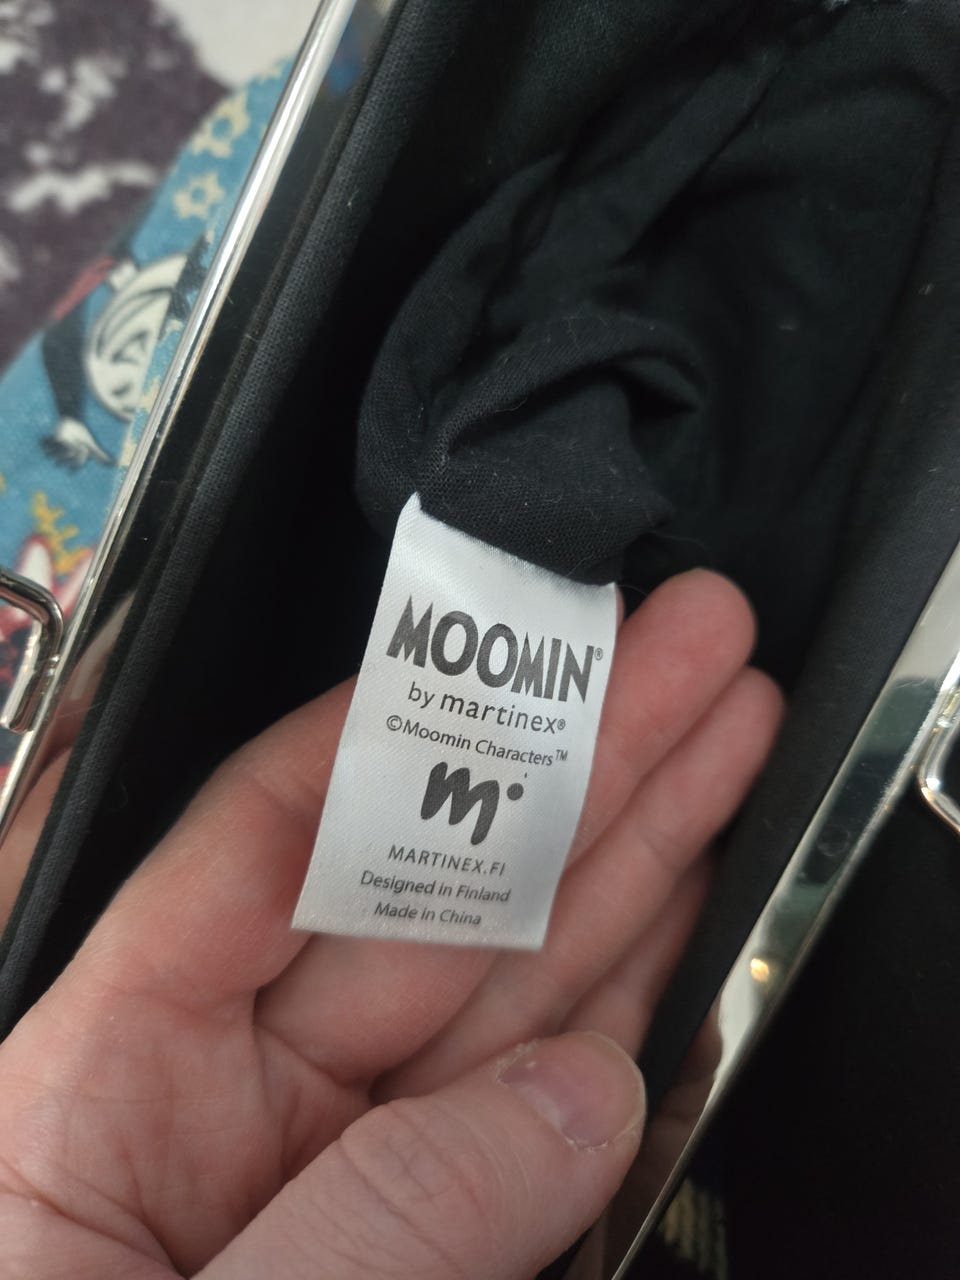 MOOMIN®
by martinex®
©Moomin Characters™
m
MARTINEX.FI
Designed in Finland
Made in China